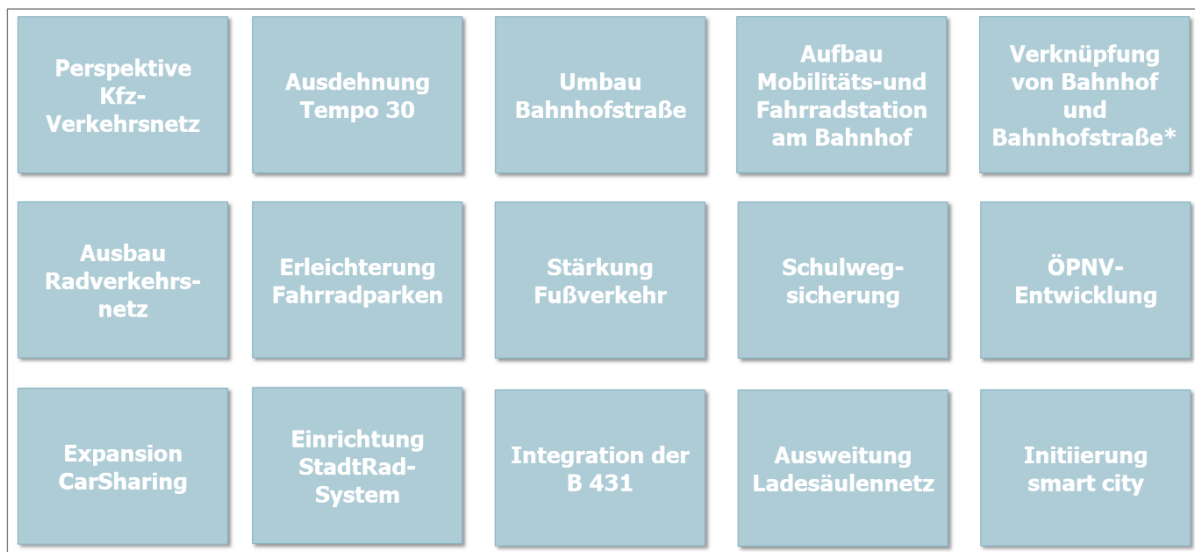 Perspektive
Kfz-
Verkehrsnetz
Ausdehnung
Tempo 30
Umbau
Bahnhofstraße
Aufbau
Mobilitäts-und
Fahrradstation
am Bahnhof
Verknüpfung
von Bahnhof
und
Bahnhofstraße*
Ausbau
Radverkehrs-
netz
Erleichterung
Fahrradparken
Stärkung
Fußverkehr
Schulweg-
sicherung
ÖPNV-
Entwicklung
Expansion
CarSharing
Einrichtung
StadtRad-
System
Integration der
B 431
Ausweitung
Ladesäulennetz
Initiierung
smart city